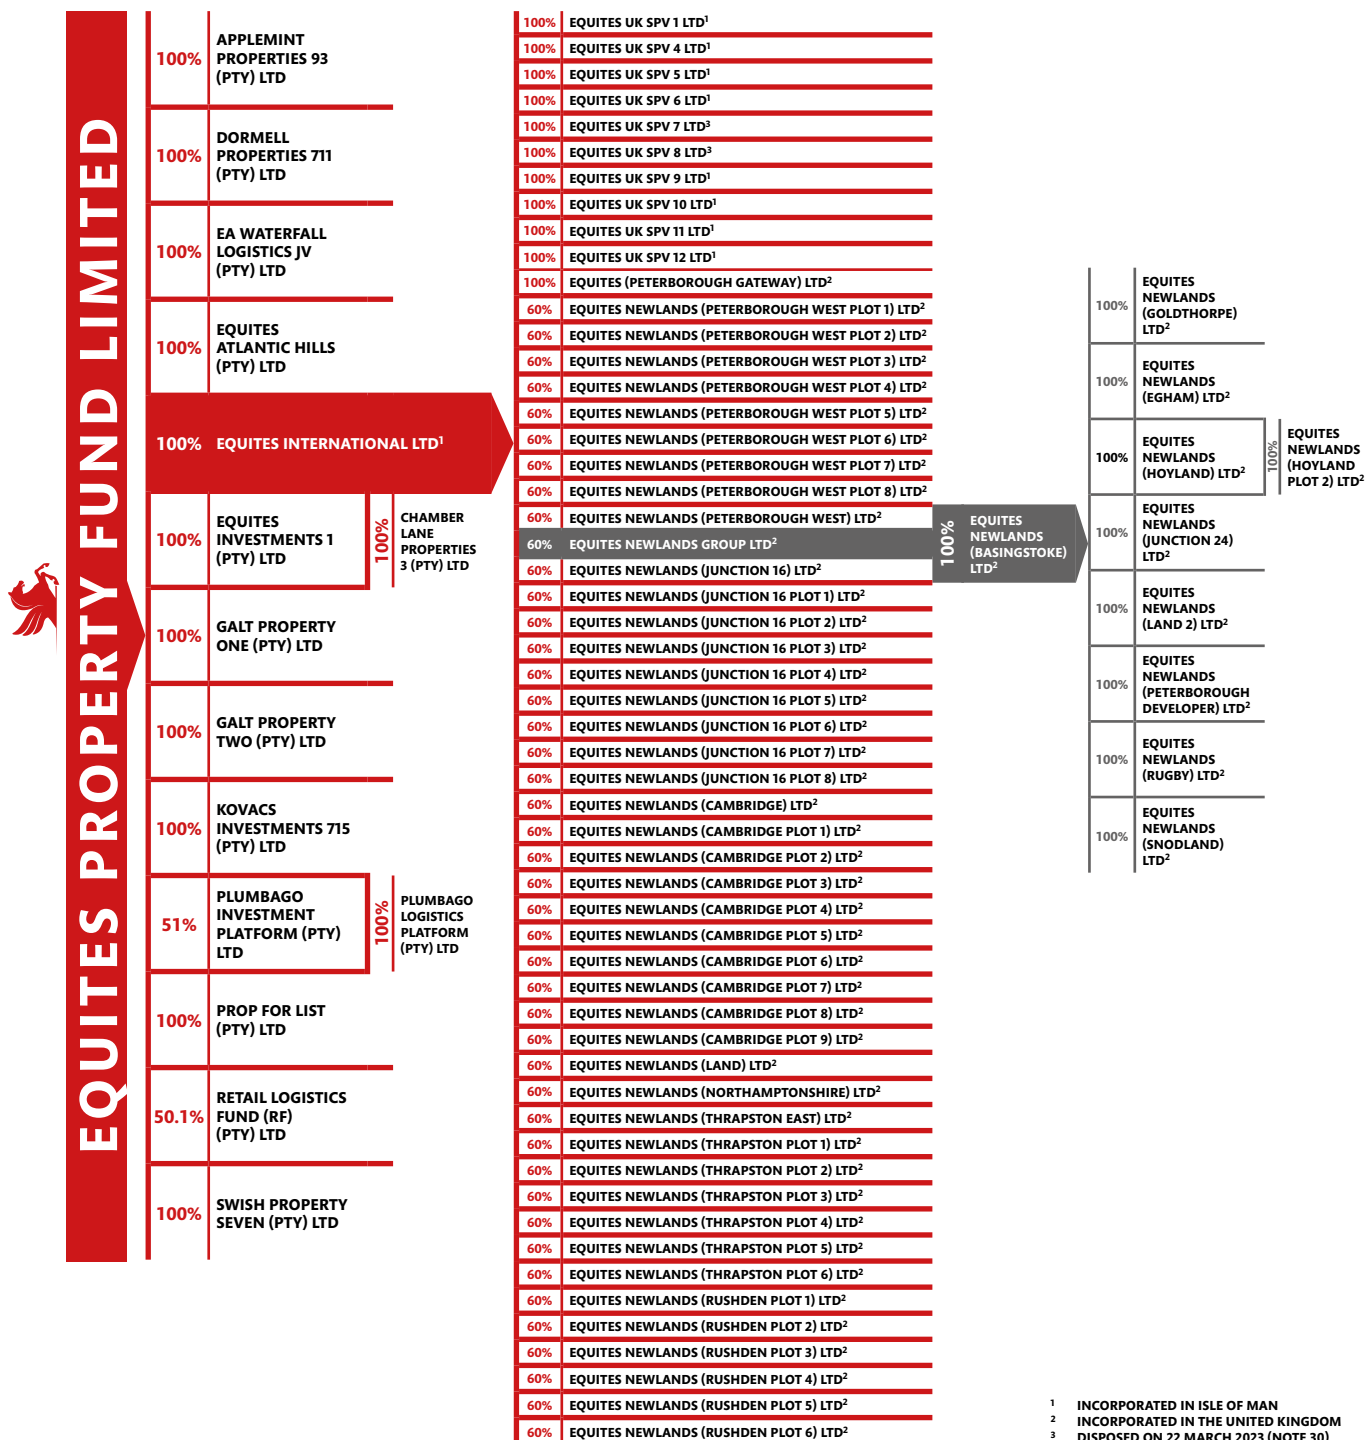 EQUITES PROPERTY FUND LIMITED
100%
APPLEMINT
PROPERTIES 93
(PTY) LTD
100%
DORMELL
PROPERTIES 711
(PTY) LTD
100%
EA WATERFALL
LOGISTICS JV
(PTY) LTD
100%
EQUITES
ATLANTIC HILLS
(PTY) LTD
100% EQUITES INTERNATIONAL LTD¹
100%
EQUITES
INVESTMENTS 1
(PTY) LTD
100%
CHAMBER
LANE
PROPERTIES
3 (PTY) LTD
100%
GALT PROPERTY
ONE (PTY) LTD
100%
GALT PROPERTY
TWO (PTY) LTD
100%
KOVACS
INVESTMENTS 715
(PTY) LTD
51%
PLUMBAGO
INVESTMENT
PLATFORM (PTY)
LTD
100%
PLUMBAGO
LOGISTICS
PLATFORM
(PTY) LTD
100%
PROP FOR LIST
(PTY) LTD
50.1%
RETAIL LOGISTICS
FUND (RF)
(PTY) LTD
100%
SWISH PROPERTY
SEVEN (PTY) LTD
100% EQUITES UK SPV 1 LTD¹
100% EQUITES UK SPV 4 LTD¹
100% EQUITES UK SPV 5 LTD¹
100% EQUITES UK SPV 6 LTD¹
100% EQUITES UK SPV 7 LTD³
100% EQUITES UK SPV 8 LTD³
100% EQUITES UK SPV 9 LTD¹
100% EQUITES UK SPV 10 LTD¹
100% EQUITES UK SPV 11 LTD¹
100% EQUITES UK SPV 12 LTD¹
100% EQUITES (PETERBOROUGH GATEWAY) LTD²
60% EQUITES NEWLANDS (PETERBOROUGH WEST PLOT 1) LTD²
60% EQUITES NEWLANDS (PETERBOROUGH WEST PLOT 2) LTD²
60% EQUITES NEWLANDS (PETERBOROUGH WEST PLOT 3) LTD²
60% EQUITES NEWLANDS (PETERBOROUGH WEST PLOT 4) LTD²
60% EQUITES NEWLANDS (PETERBOROUGH WEST PLOT 5) LTD²
60% EQUITES NEWLANDS (PETERBOROUGH WEST PLOT 6) LTD²
60% EQUITES NEWLANDS (PETERBOROUGH WEST PLOT 7) LTD²
60% EQUITES NEWLANDS (PETERBOROUGH WEST PLOT 8) LTD²
60% EQUITES NEWLANDS (PETERBOROUGH WEST) LTD²
60% EQUITES NEWLANDS GROUP LTD²
60% EQUITES NEWLANDS (JUNCTION 16) LTD²
60% EQUITES NEWLANDS (JUNCTION 16 PLOT 1) LTD²
60% EQUITES NEWLANDS (JUNCTION 16 PLOT 2) LTD²
60% EQUITES NEWLANDS (JUNCTION 16 PLOT 3) LTD²
60% EQUITES NEWLANDS (JUNCTION 16 PLOT 4) LTD²
60% EQUITES NEWLANDS (JUNCTION 16 PLOT 5) LTD²
60% EQUITES NEWLANDS (JUNCTION 16 PLOT 6) LTD²
60% EQUITES NEWLANDS (JUNCTION 16 PLOT 7) LTD²
60% EQUITES NEWLANDS (JUNCTION 16 PLOT 8) LTD²
60% EQUITES NEWLANDS (CAMBRIDGE) LTD²
60% EQUITES NEWLANDS (CAMBRIDGE PLOT 1) LTD²
60% EQUITES NEWLANDS (CAMBRIDGE PLOT 2) LTD²
60% EQUITES NEWLANDS (CAMBRIDGE PLOT 3) LTD²
60% EQUITES NEWLANDS (CAMBRIDGE PLOT 4) LTD²
60% EQUITES NEWLANDS (CAMBRIDGE PLOT 5) LTD²
60% EQUITES NEWLANDS (CAMBRIDGE PLOT 6) LTD²
60% EQUITES NEWLANDS (CAMBRIDGE PLOT 7) LTD²
60% EQUITES NEWLANDS (CAMBRIDGE PLOT 8) LTD²
60% EQUITES NEWLANDS (CAMBRIDGE PLOT 9) LTD²
60% EQUITES NEWLANDS (LAND) LTD²
60% EQUITES NEWLANDS (NORTHAMPTONSHIRE) LTD²
60% EQUITES NEWLANDS (THRAPSTON EAST) LTD²
60% EQUITES NEWLANDS (THRAPSTON PLOT 1) LTD²
60% EQUITES NEWLANDS (THRAPSTON PLOT 2) LTD²
60% EQUITES NEWLANDS (THRAPSTON PLOT 3) LTD²
60% EQUITES NEWLANDS (THRAPSTON PLOT 4) LTD²
60% EQUITES NEWLANDS (THRAPSTON PLOT 5) LTD²
60% EQUITES NEWLANDS (THRAPSTON PLOT 6) LTD²
60% EQUITES NEWLANDS (RUSHDEN PLOT 1) LTD²
60% EQUITES NEWLANDS (RUSHDEN PLOT 2) LTD²
60% EQUITES NEWLANDS (RUSHDEN PLOT 3) LTD²
60% EQUITES NEWLANDS (RUSHDEN PLOT 4) LTD²
60% EQUITES NEWLANDS (RUSHDEN PLOT 5) LTD²
60% EQUITES NEWLANDS (RUSHDEN PLOT 6) LTD²
100%
EQUITES
NEWLANDS
(BASINGSTOKE)
LTD²
100%
EQUITES
NEWLANDS
(GOLDTHORPE)
LTD²
100%
EQUITES
NEWLANDS
(EGHAM) LTD²
100%
EQUITES
NEWLANDS
(HOYLAND) LTD²
100%
EQUITES
NEWLANDS
(HOYLAND
PLOT 2) LTD²
100%
EQUITES
NEWLANDS
(JUNCTION 24)
LTD²
100%
EQUITES
NEWLANDS
(LAND 2) LTD²
100%
EQUITES
NEWLANDS
(PETERBOROUGH
DEVELOPER) LTD²
100%
EQUITES
NEWLANDS
(RUGBY) LTD²
100%
EQUITES
NEWLANDS
(SNODLAND)
LTD²
¹ INCORPORATED IN ISLE OF MAN
² INCORPORATED IN THE UNITED KINGDOM
³ DISPOSED ON 22 MARCH 2023 (NOTE 30)